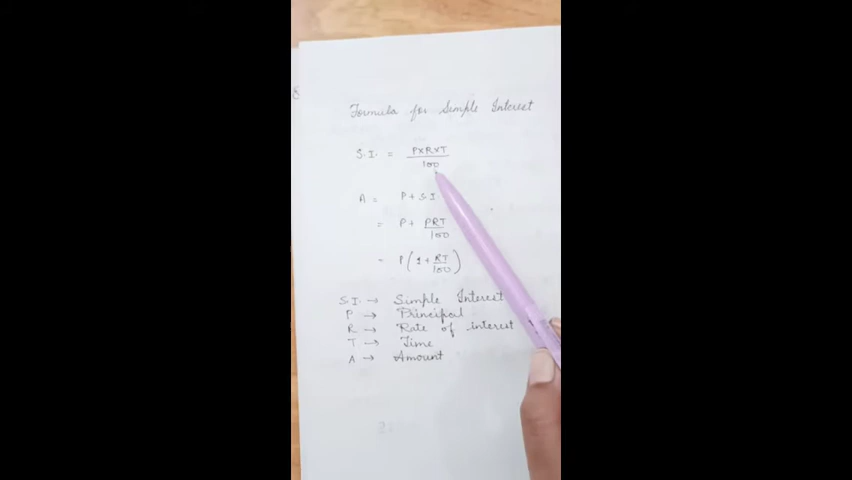 Formula for Simple Interest
S.I. = P×R×T/100
A = P + S.I
= P + PRT/100
= P(1 + RT/100)
S.I. → Simple Interest
P → Principal
R → Rate of interest
T → Time
A → Amount